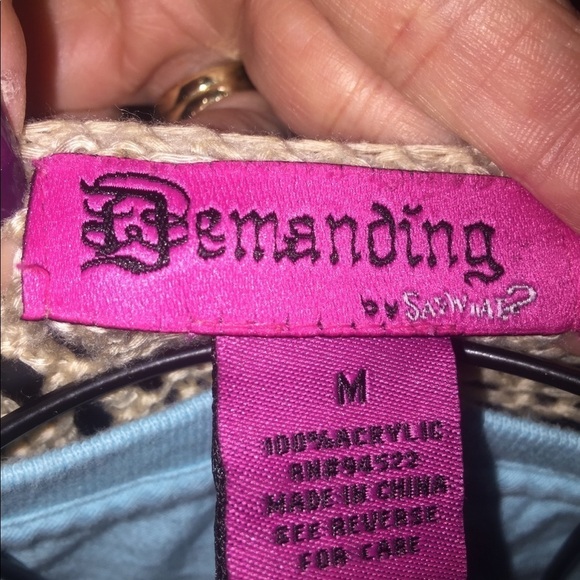 Demanding
by SAYWHAT?
M
100%ACRYLIC
RN#94522
MADE IN CHINA
SEE REVERSE
FOR CARE